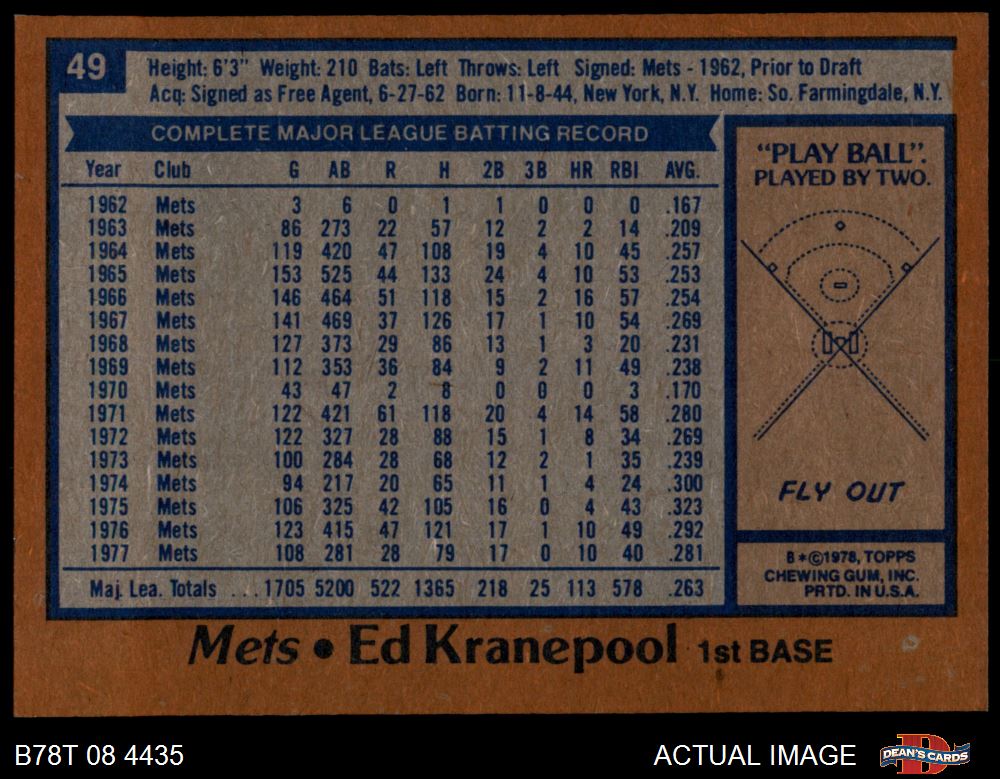 49
Height: 6'3" Weight: 210 Bats: Left Throws: Left Signed: Mets - 1962, Prior to Draft
Acq: Signed as Free Agent, 6-27-62 Born: 11-8-44, New York, N.Y. Home: So. Farmingdale, N.Y.
COMPLETE MAJOR LEAGUE BATTING RECORD
Year Club G AB R H 2B 3B HR RBI AVG.
1962 Mets 3 6 0 1 1 0 0 0 .167
1963 Mets 86 273 22 57 12 2 2 14 .209
1964 Mets 119 420 47 108 19 4 10 45 .257
1965 Mets 153 525 44 133 24 4 10 53 .253
1966 Mets 146 464 51 118 15 2 16 57 .254
1967 Mets 141 469 37 126 17 1 10 54 .269
1968 Mets 127 373 29 86 13 1 3 20 .231
1969 Mets 112 353 36 84 9 2 11 49 .238
1970 Mets 43 47 2 8 0 0 0 3 .170
1971 Mets 122 421 61 118 20 4 14 58 .280
1972 Mets 122 327 28 88 15 1 8 34 .269
1973 Mets 100 284 28 68 12 2 1 35 .239
1974 Mets 94 217 20 65 11 1 4 24 .300
1975 Mets 106 325 42 105 16 0 4 43 .323
1976 Mets 123 415 47 121 17 1 10 49 .292
1977 Mets 108 281 28 79 17 0 10 40 .281
Maj. Lea. Totals ... 1705 5200 522 1365 218 25 113 578 .263
"PLAY BALL".
PLAYED BY TWO.
FLY OUT
B*©1978, TOPPS
CHEWING GUM, INC.
PRTD. IN U.S.A.
Mets • Ed Kranepool 1st BASE
B78T 08 4435
ACTUAL IMAGE
D
DEAN'S CARDS